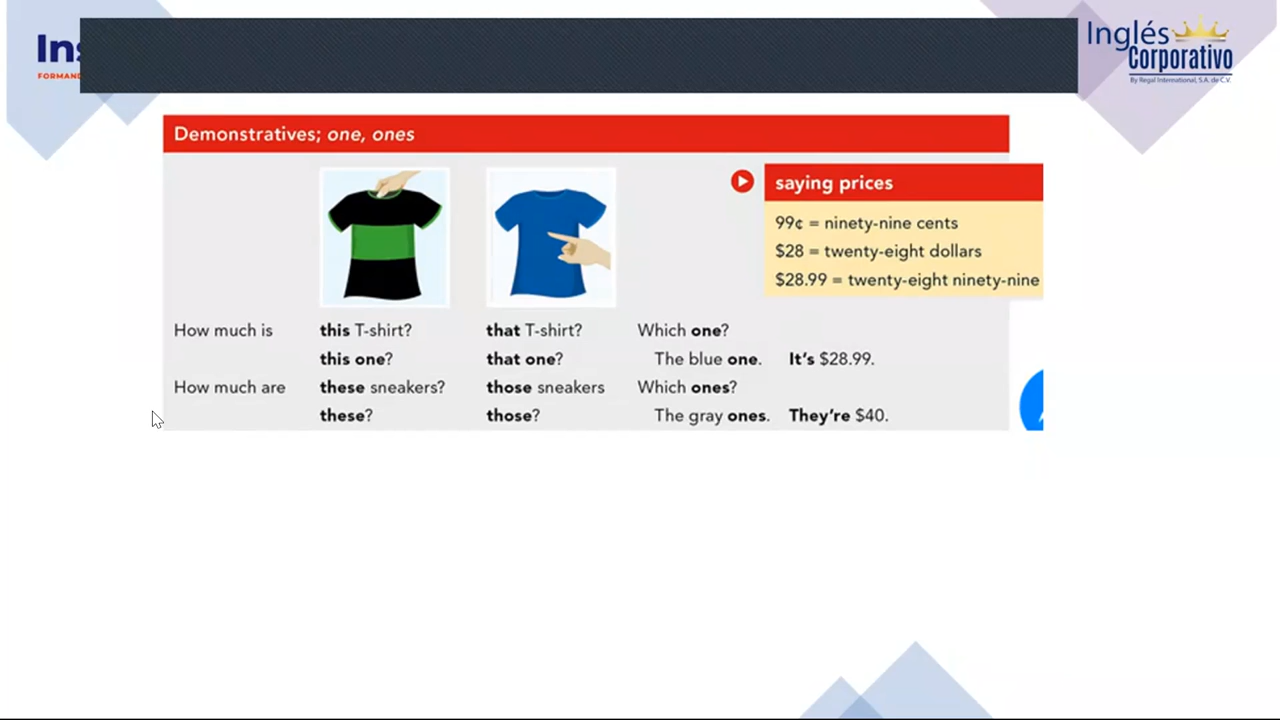 Ins
FORMAND
Inglés
Corporativo
By Regal International, S.A. de C.V.
Demonstratives; one, ones
saying prices
99¢ = ninety-nine cents
$28 = twenty-eight dollars
$28.99 = twenty-eight ninety-nine
How much is this T-shirt? that T-shirt? Which one?
this one? that one? The blue one. It's $28.99.
How much are these sneakers? those sneakers Which ones?
these? those? The gray ones. They're $40.